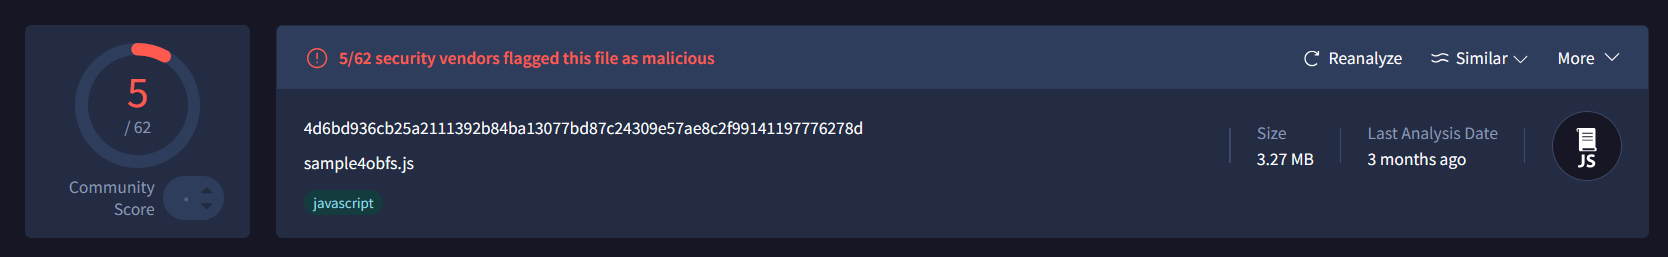 5
/ 62
Community
Score
5/62 security vendors flagged this file as malicious
Reanalyze
Similar
More
4d6bd936cb25a2111392b84ba13077bd87c24309e57ae8c2f99141197776278d
sample4obfs.js
javascript
Size
3.27 MB
Last Analysis Date
3 months ago
JS